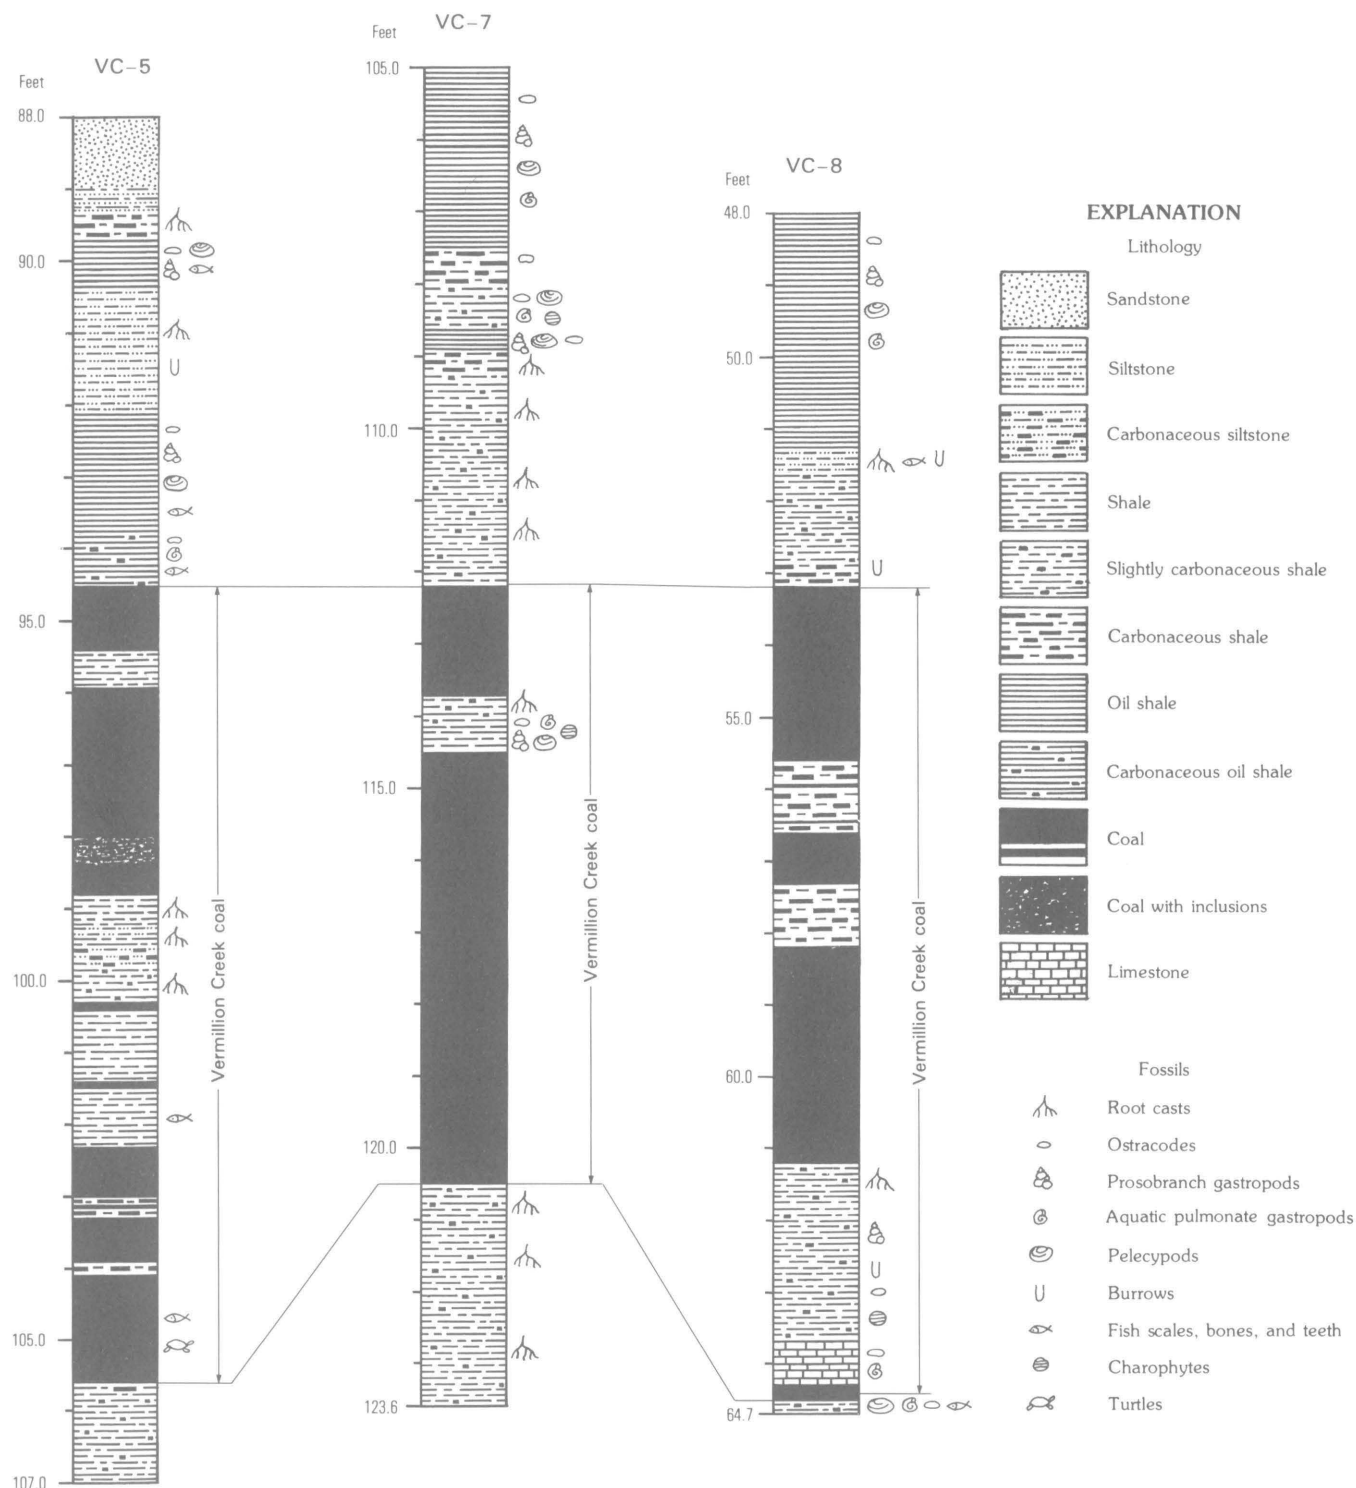 VC-5
Feet
88.0
90.0
95.0
100.0
105.0
107.0
Vermillion Creek coal
VC-7
Feet
105.0
110.0
115.0
120.0
123.6
Vermillion Creek coal
VC-8
Feet
48.0
50.0
55.0
60.0
64.7
Vermillion Creek coal
EXPLANATION
Lithology
Sandstone
Siltstone
Carbonaceous siltstone
Shale
Slightly carbonaceous shale
Carbonaceous shale
Oil shale
Carbonaceous oil shale
Coal
Coal with inclusions
Limestone
Fossils
Root casts
Ostracodes
Prosobranch gastropods
Aquatic pulmonate gastropods
Pelecypods
Burrows
Fish scales, bones, and teeth
Charophytes
Turtles